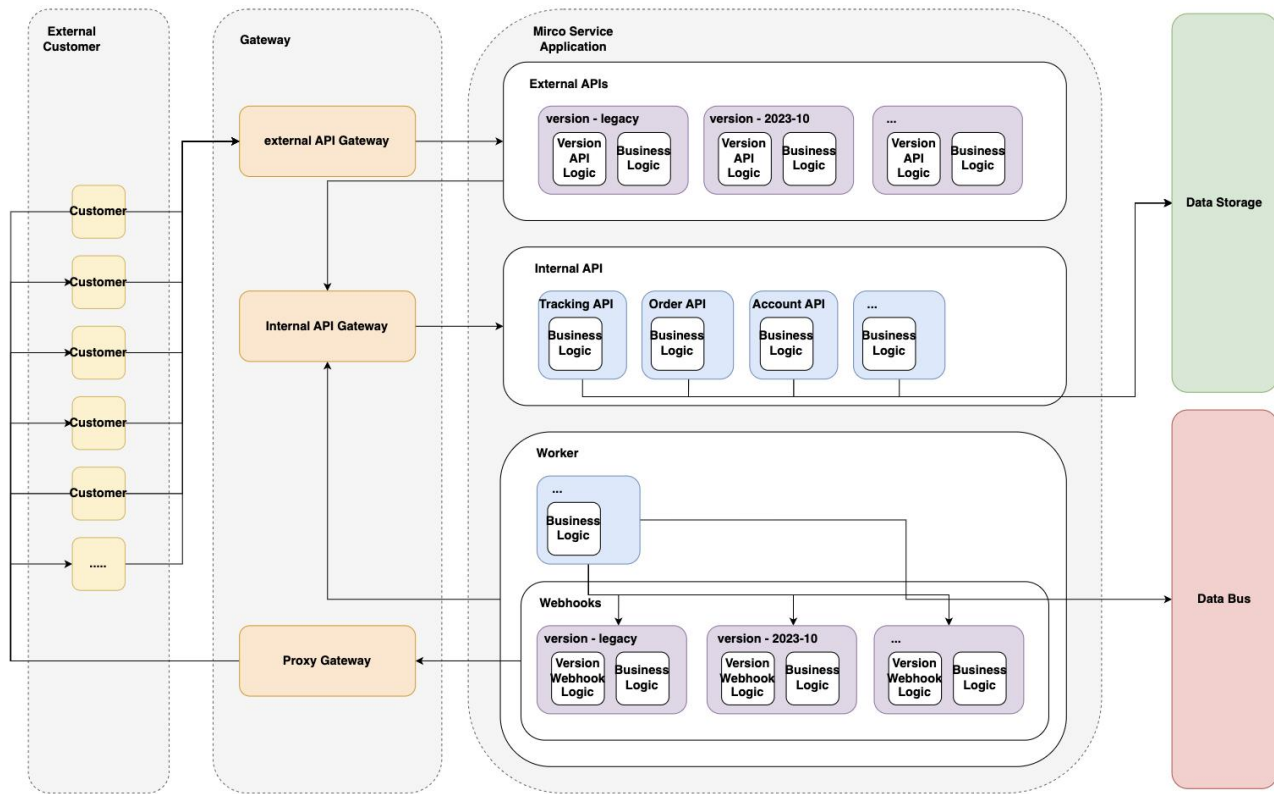 External
Customer
Gateway
Mirco Service
Application
External APIs
version - legacy
version - 2023-10
...
Version
API
Logic
Business
Logic
Version
API
Logic
Business
Logic
Version
API
Logic
Business
Logic
external API Gateway
Customer
Customer
Customer
Customer
Customer
.....
Data Storage
Internal API
Tracking API
Order API
Account API
...
Business
Logic
Business
Logic
Business
Logic
Business
Logic
Internal API Gateway
Worker
...
Business
Logic
Data Bus
Webhooks
version - legacy
version - 2023-10
...
Version
Webhook
Logic
Business
Logic
Version
Webhook
Logic
Business
Logic
Version
Webhook
Logic
Business
Logic
Proxy Gateway